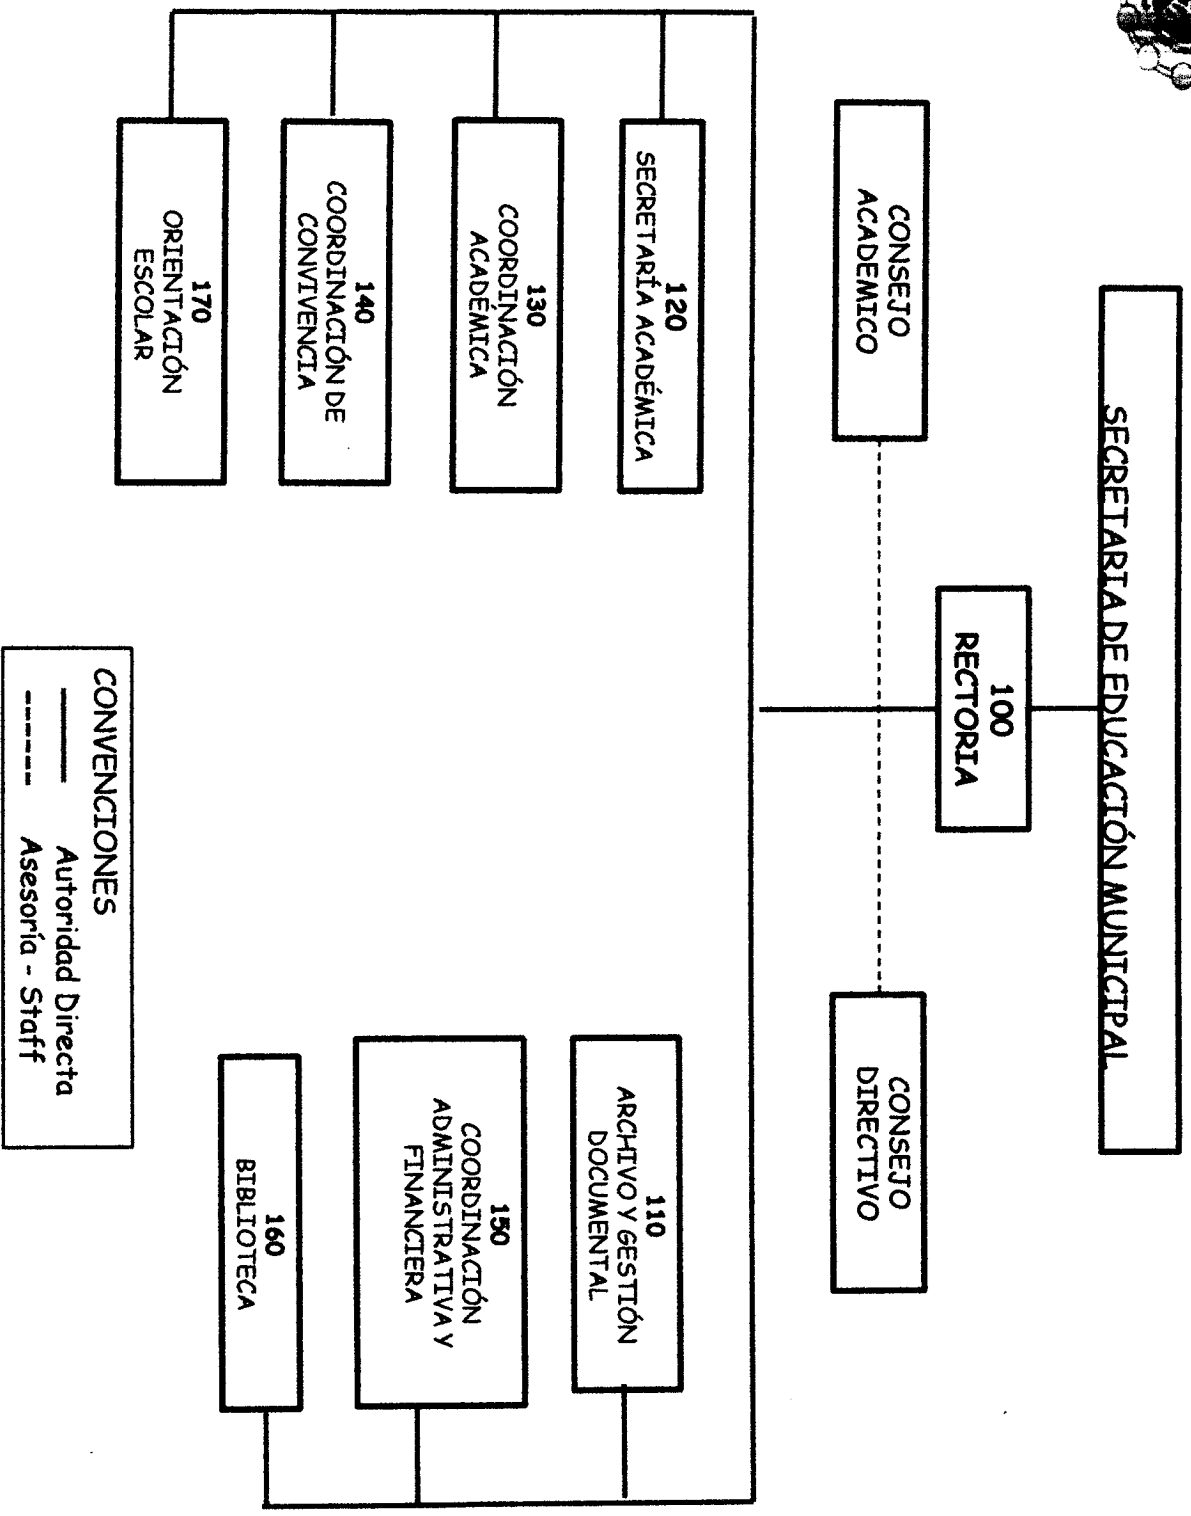 SECRETARIA DE EDUCACIÓN MUNICIPAL
100
RECTORIA
CONSEJO
ACADEMICO
CONSEJO
DIRECTIVO
120
SECRETARÍA ACADÉMICA
130
COORDINACIÓN
ACADÉMICA
140
COORDINACIÓN DE
CONVIVENCIA
170
ORIENTACIÓN
ESCOLAR
110
ARCHIVO Y GESTIÓN
DOCUMENTAL
150
COORDINACIÓN
ADMINISTRATIVA Y
FINANCIERA
160
BIBLIOTECA
CONVENCIONES
Autoridad Directa
Asesoría - Staff